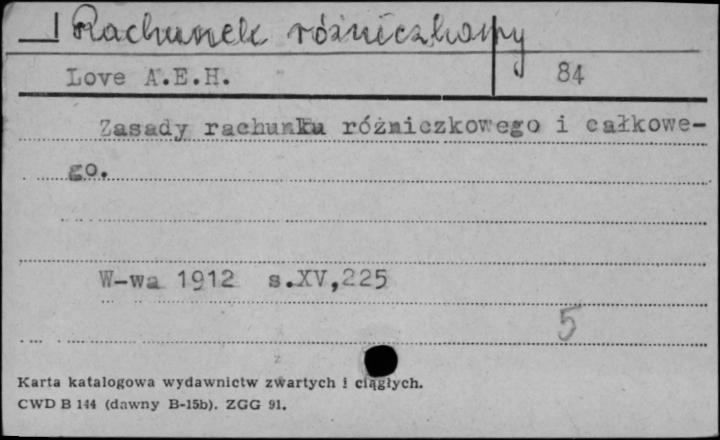 Rachunek różniczkowy
Love A.E.H. 84
Zasady rachunku różniczkowego i całkowe-
go.
W-wa 1912 s.XV,225
5
z
Karta katalogowa wydawnictw zwartych i ciągłych.
CWD B 144 (dawny B-15b). ZGG 91.